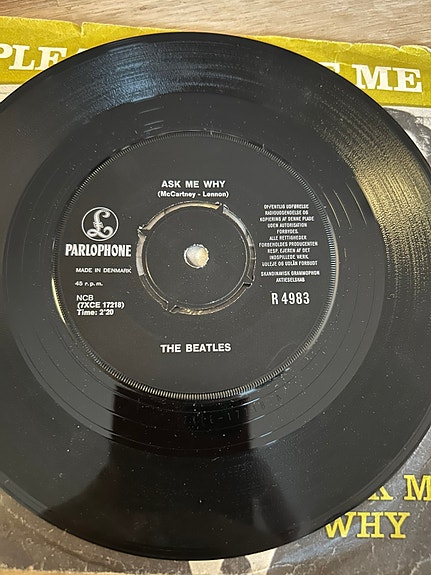 PLEA ME
ASK ME WHY
(McCartney - Lennon)
£
PARLOPHONE
MADE IN DENMARK
45 r.p.m.
NCB
(7XCE 17218)
Time: 2'20
OFFENTLIG UDFØRELSE
RADIOUDSENDELSE OG
KOPIERING AF DENNE PLADE
UDEN AUTORISATION
FORBYDES.
ALLE RETTIGHEDER
FORBEHOLDES PRODUCENTEN
RESP. EJEREN AF DET
INDSPILLEDE VÆRK.
UDLEJE OG UDLÅN FORBUDT
SKANDINAVISK GRAMMOPHON
AKTIESELSKAB
R 4983
THE BEATLES
K M
WHY